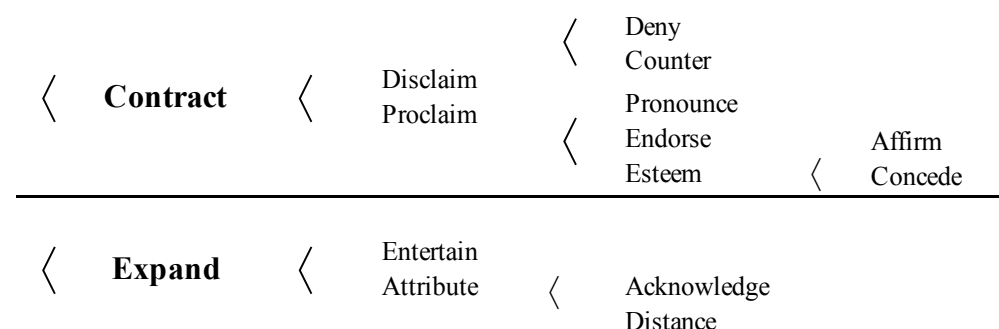 Deny
Counter
Contract
Disclaim
Proclaim
Pronounce
Endorse
Esteem
Affirm
Concede
Expand
Entertain
Attribute
Acknowledge
Distance